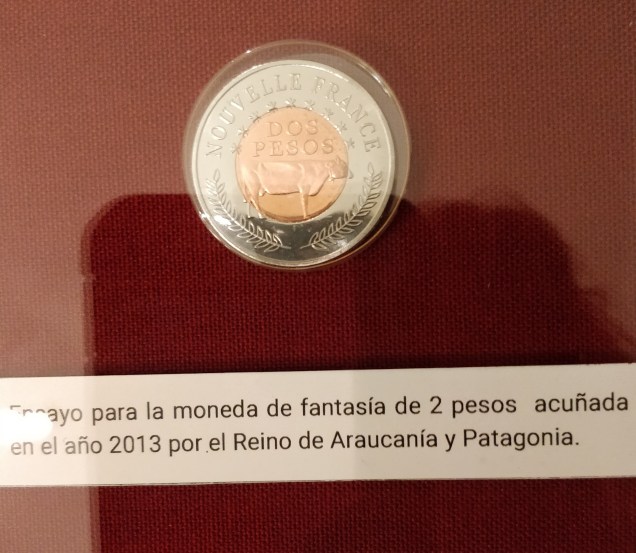 NOUVELLE FRANCE
DOS
PESOS
Ensayo para la moneda de fantasía de 2 pesos acuñada
en el año 2013 por el Reino de Araucanía y Patagonia.